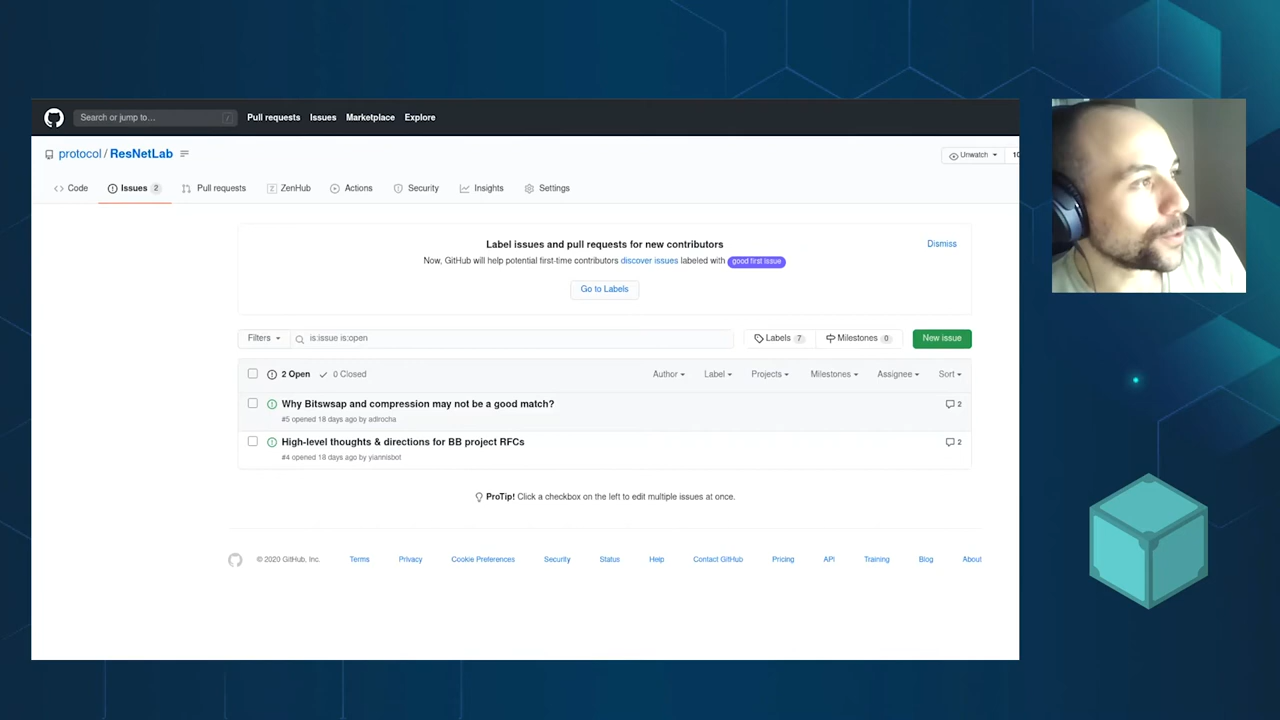 Search or jump to… /
Pull requests Issues Marketplace Explore
protocol / ResNetLab
Unwatch 10
Code Issues 2 Pull requests ZenHub Actions Security Insights Settings
Label issues and pull requests for new contributors
Dismiss
Now, GitHub will help potential first-time contributors discover issues labeled with good first issue
Go to Labels
Filters is:issue is:open Labels 7 Milestones 0 New issue
2 Open 0 Closed Author Label Projects Milestones Assignee Sort
Why Bitswsap and compression may not be a good match? 2
#5 opened 18 days ago by adlrocha
High-level thoughts & directions for BB project RFCs 2
#4 opened 18 days ago by yiannisbot
ProTip! Click a checkbox on the left to edit multiple issues at once.
© 2020 GitHub, Inc. Terms Privacy Cookie Preferences Security Status Help Contact GitHub Pricing API Training Blog About